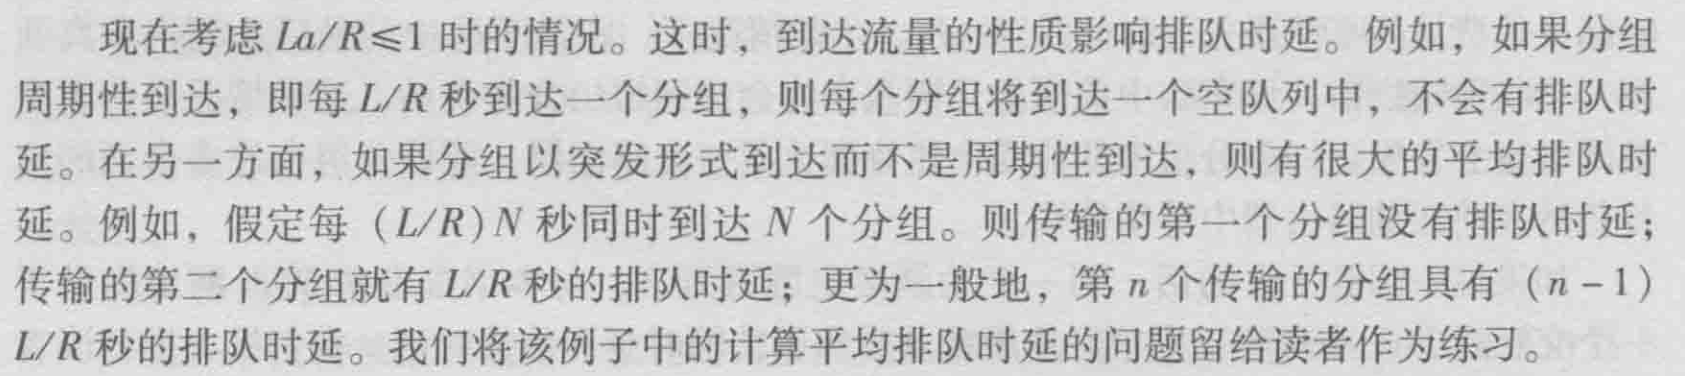 现在考虑 La/R≤1 时的情况。这时，到达流量的性质影响排队时延。例如，如果分组
周期性到达，即每 L/R 秒到达一个分组，则每个分组将到达一个空队列中，不会有排队时
延。在另一方面，如果分组以突发形式到达而不是周期性到达，则有很大的平均排队时
延。例如，假定每 (L/R)N 秒同时到达 N 个分组。则传输的第一个分组没有排队时延；
传输的第二个分组就有 L/R 秒的排队时延；更为一般地，第 n 个传输的分组具有 (n－1)
L/R 秒的排队时延。我们将该例子中的计算平均排队时延的问题留给读者作为练习。